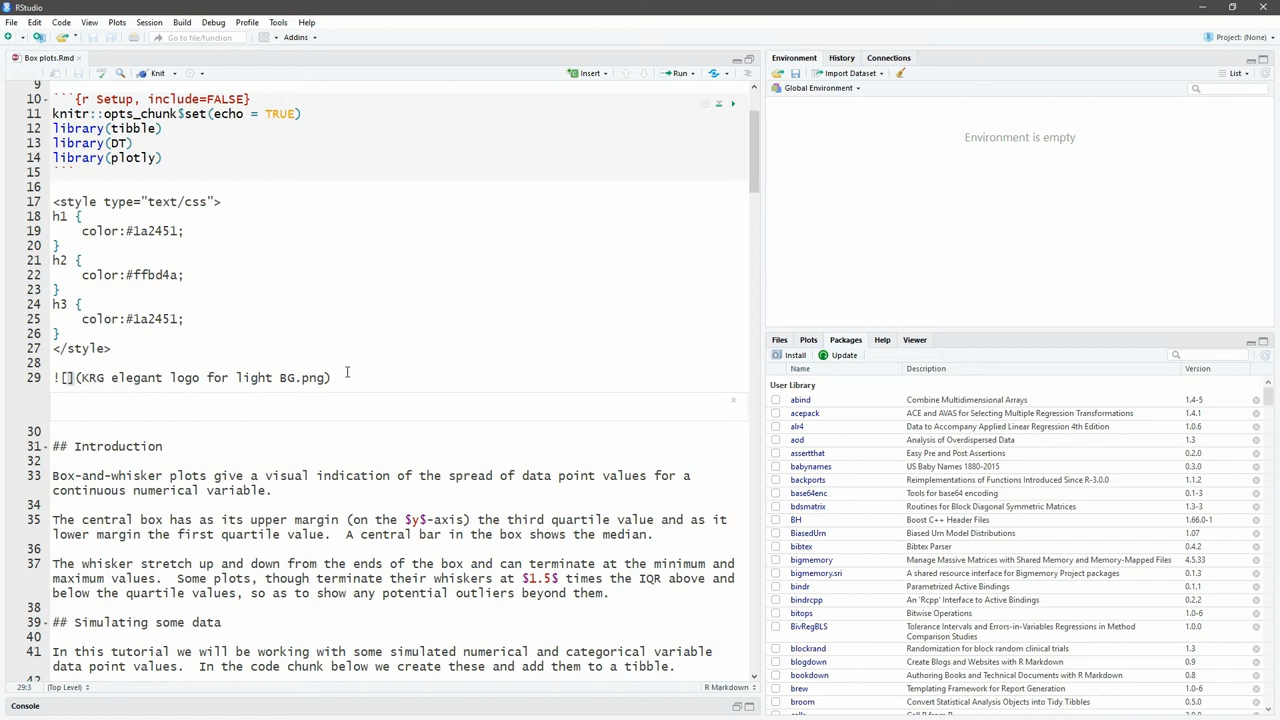 RStudio
File Edit Code View Plots Session Build Debug Profile Tools Help
Go to file/function
Addins
Project: (None)
Box plots.Rmd
Knit
Insert
Run
9
10 ```{r Setup, include=FALSE}
11 knitr::opts_chunk$set(echo = TRUE)
12 library(tibble)
13 library(DT)
14 library(plotly)
15 ```
16
17 <style type="text/css">
18 h1 {
19 color:#1a2451;
20 }
21 h2 {
22 color:#ffbd4a;
23 }
24 h3 {
25 color:#1a2451;
26 }
27 </style>
28
29 ![](KRG elegant logo for light BG.png)
30
31 ## Introduction
32
33 Box-and-whisker plots give a visual indication of the spread of data point values for a
continuous numerical variable.
34
35 The central box has as its upper margin (on the $y$-axis) the third quartile value and as it
lower margin the first quartile value. A central bar in the box shows the median.
36
37 The whisker stretch up and down from the ends of the box and can terminate at the minimum and
maximum values. Some plots, though terminate their whiskers at $1.5$ times the IQR above and
below the quartile values, so as to show any potential outliers beyond them.
38
39 ## Simulating some data
40
41 In this tutorial we will be working with some simulated numerical and categorical variable
data point values. In the code chunk below we create these and add them to a tibble.
42
29:3 (Top Level) R Markdown
Console
Environment History Connections
Import Dataset List
Global Environment
Environment is empty
Files Plots Packages Help Viewer
Install Update
Name Description Version
User Library
abind Combine Multidimensional Arrays 1.4-5
acepack ACE and AVAS for Selecting Multiple Regression Transformations 1.4.1
alr4 Data to Accompany Applied Linear Regression 4th Edition 1.0.6
aod Analysis of Overdispersed Data 1.3
assertthat Easy Pre and Post Assertions 0.2.0
babynames US Baby Names 1880-2015 0.3.0
backports Reimplementations of Functions Introduced Since R-3.0.0 1.1.2
base64enc Tools for base64 encoding 0.1-3
bdsmatrix Routines for Block Diagonal Symmetric Matrices 1.3-3
BH Boost C++ Header Files 1.66.0-1
BiasedUrn Biased Urn Model Distributions 1.07
bibtex Bibtex Parser 0.4.2
bigmemory Manage Massive Matrices with Shared Memory and Memory-Mapped Files 4.5.33
bigmemory.sri A shared resource interface for Bigmemory Project packages 0.1.3
bindr Parametrized Active Bindings 0.1.1
bindrcpp An 'Rcpp' Interface to Active Bindings 0.2.2
bitops Bitwise Operations 1.0-6
BivRegBLS Tolerance Intervals and Errors-in-Variables Regressions in Method 1.0.0
Comparison Studies
blockrand Randomization for block random clinical trials 1.3
blogdown Create Blogs and Websites with R Markdown 0.9
bookdown Authoring Books and Technical Documents with R Markdown 0.8
brew Templating Framework for Report Generation 1.0-6
broom Convert Statistical Analysis Objects into Tidy Tibbles 0.5.0